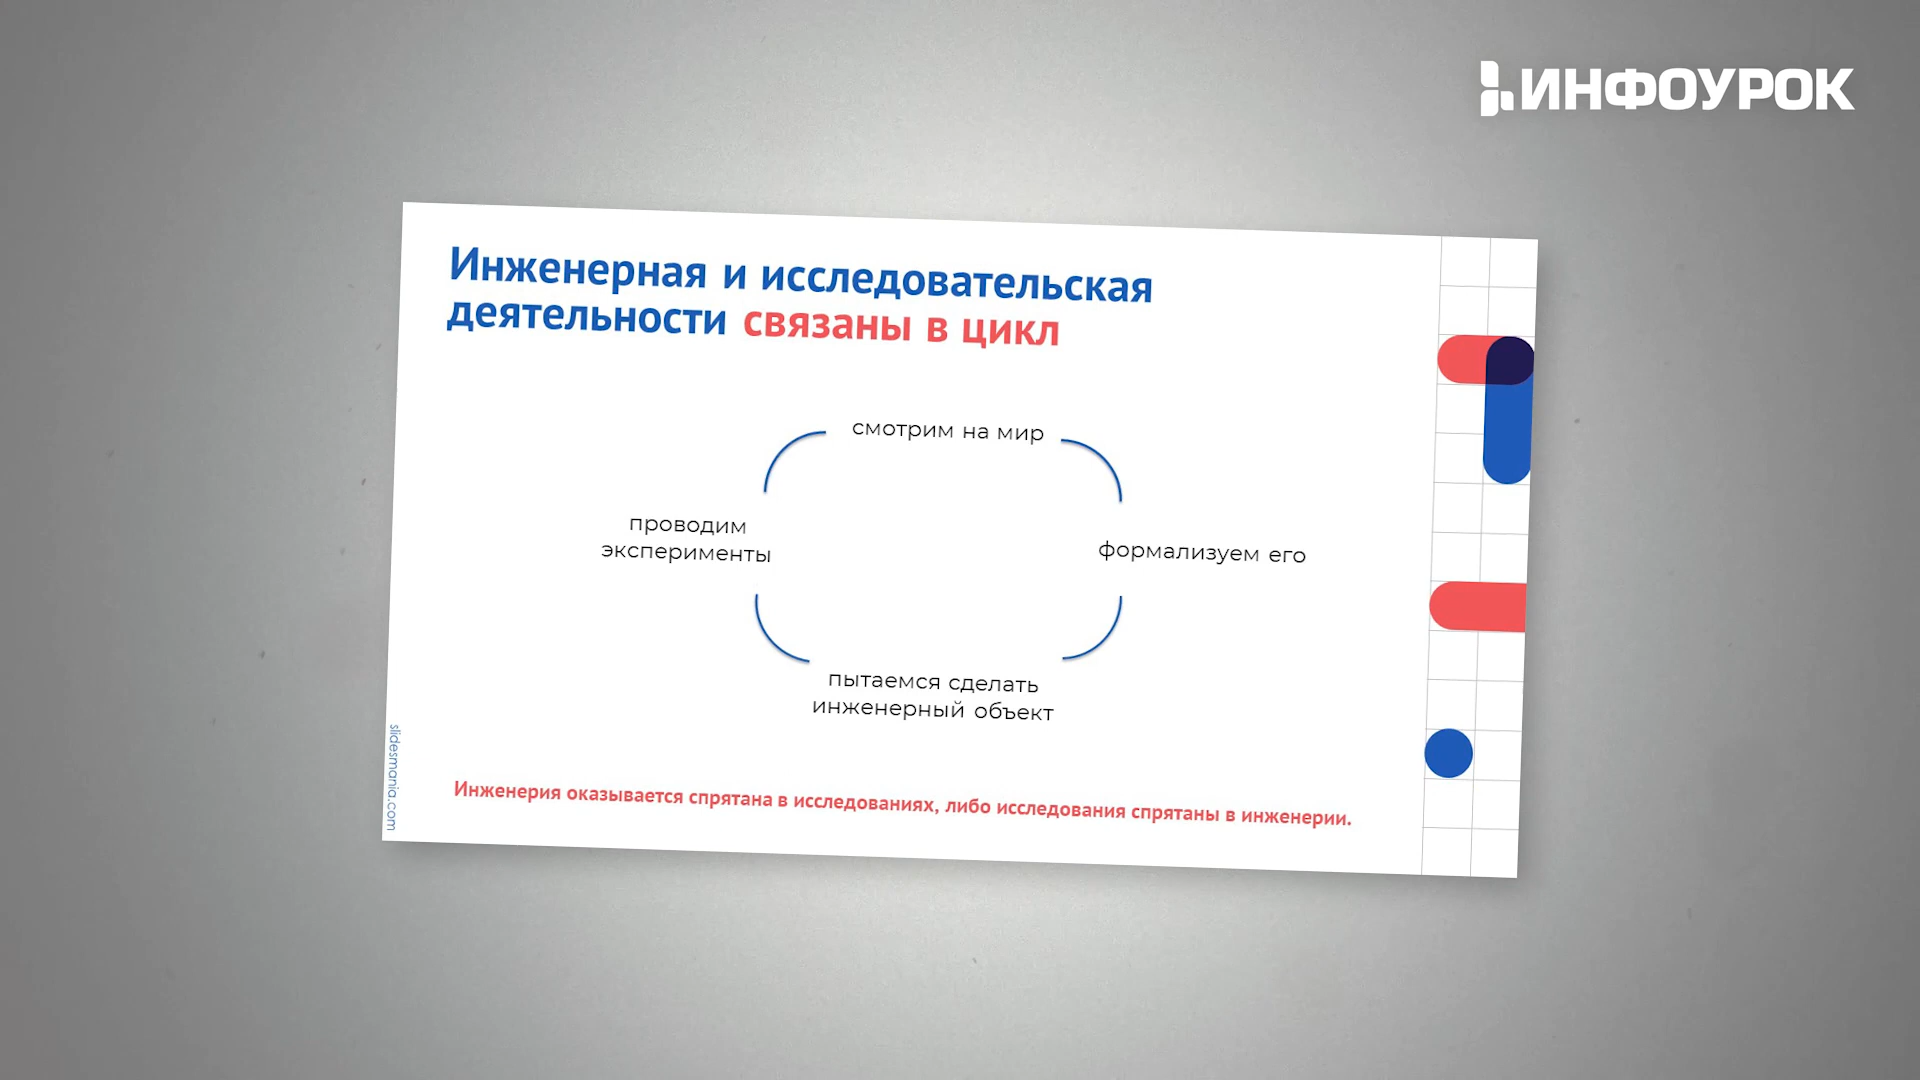 ИНФОУРОК
Инженерная и исследовательская
деятельности связаны в цикл
смотрим на мир
проводим
эксперименты
формализуем его
пытаемся сделать
инженерный объект
Инженерия оказывается спрятана в исследованиях, либо исследования спрятаны в инженерии.
slidesmania.com